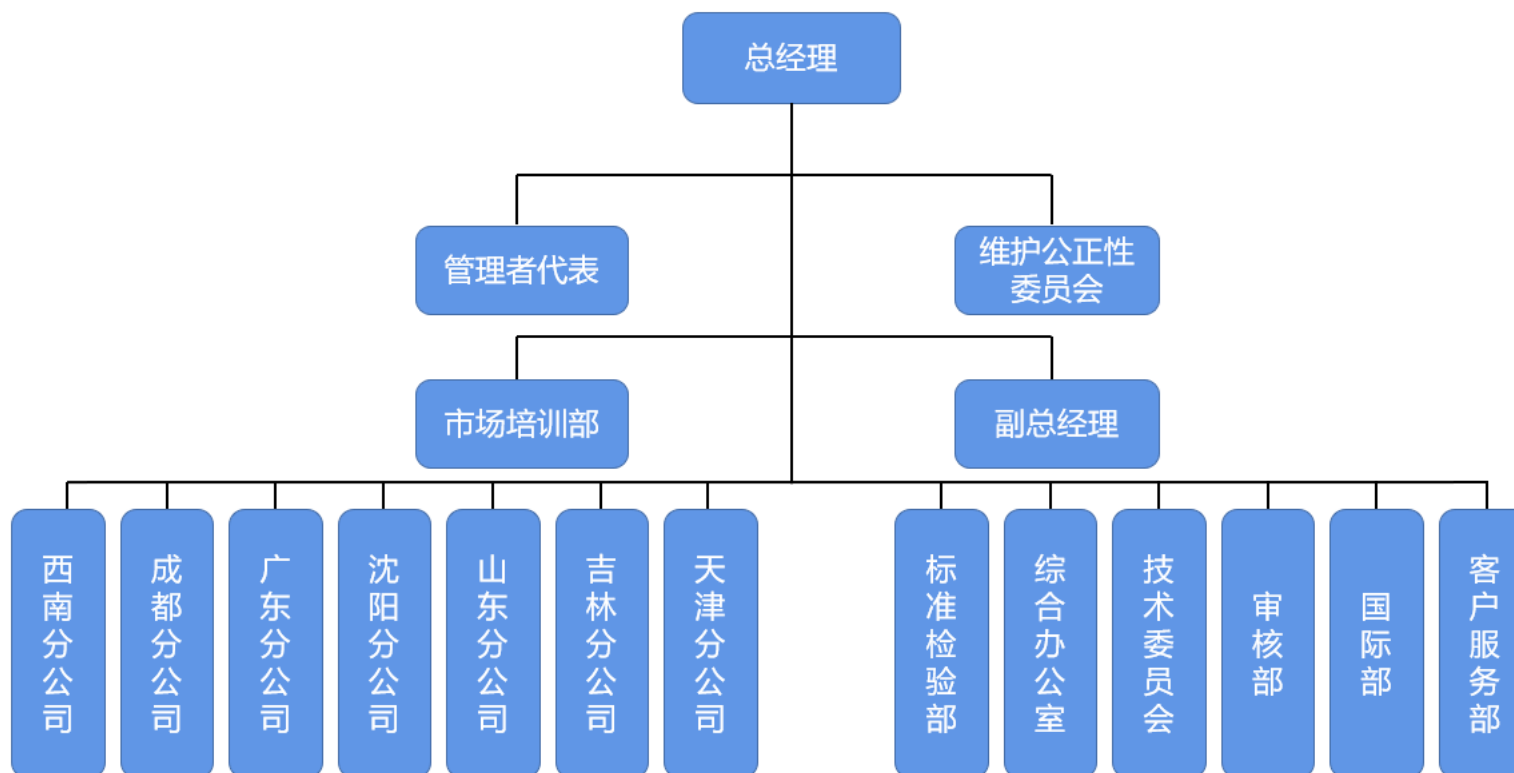 总经理
管理者代表
维护公正性
委员会
市场培训部
副总经理
西南分公司
成都分公司
广东分公司
沈阳分公司
山东分公司
吉林分公司
天津分公司
标准检验部
综合办公室
技术委员会
审核部
国际部
客户服务部